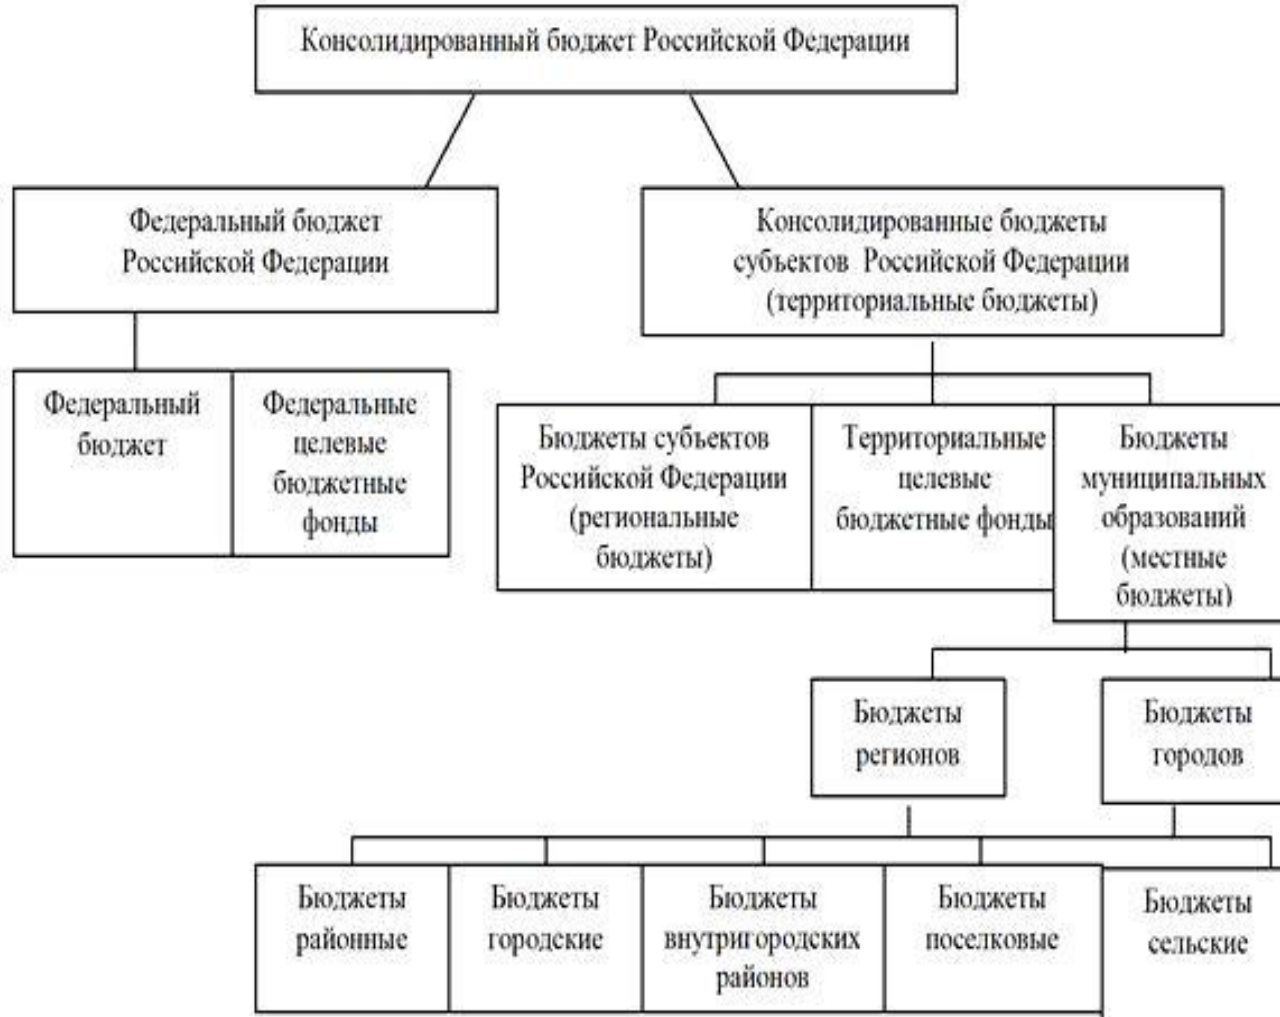 Консолидированный бюджет Российской Федерации
Федеральный бюджет
Российской Федерации
Консолидированные бюджеты
субъектов Российской Федерации
(территориальные бюджеты)
Федеральный
бюджет
Федеральные
целевые
бюджетные
фонды
Бюджеты субъектов
Российской Федерации
(региональные
бюджеты)
Территориальные
целевые
бюджетные фонды
Бюджеты
муниципальных
образований
(местные
бюджеты)
Бюджеты
регионов
Бюджеты
городов
Бюджеты
районные
Бюджеты
городские
Бюджеты
внутригородских
районов
Бюджеты
поселковые
Бюджеты
сельские